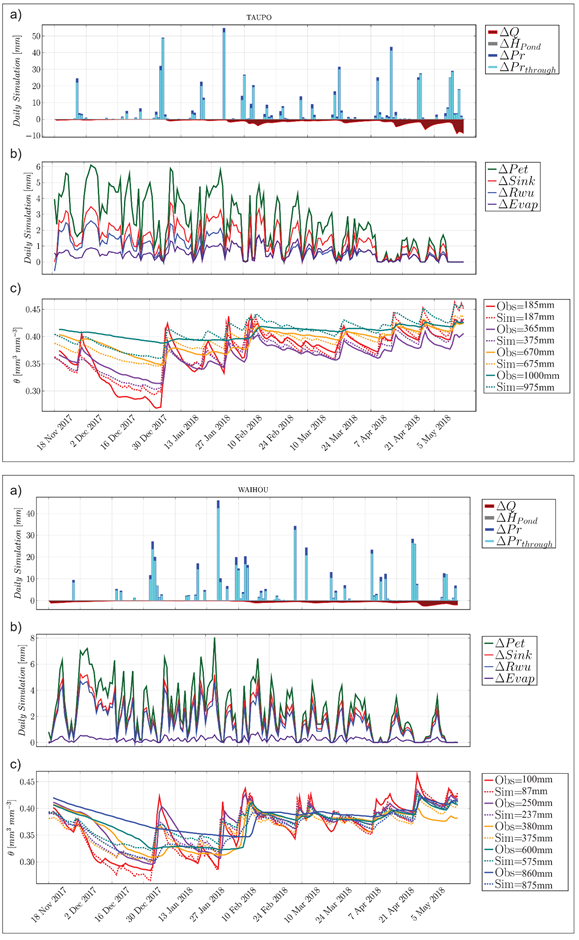 a)
TAUPO
Daily Simulation [mm]
50
40
30
20
10
0
−10
ΔQ
ΔH_Pond
ΔPr
ΔPr_through
b)
Daily Simulation [mm]
6
5
4
3
2
1
0
ΔPet
ΔSink
ΔRwu
ΔEvap
c)
θ [mm³ mm⁻³]
0.45
0.40
0.35
0.30
Obs=185mm
Sim=187mm
Obs=365mm
Sim=375mm
Obs=670mm
Sim=675mm
Obs=1000mm
Sim=975mm
18 Nov 2017
2 Dec 2017
16 Dec 2017
30 Dec 2017
13 Jan 2018
27 Jan 2018
10 Feb 2018
24 Feb 2018
10 Mar 2018
24 Mar 2018
7 Apr 2018
21 Apr 2018
5 May 2018
a)
WAIHOU
Daily Simulation [mm]
40
30
20
10
0
ΔQ
ΔH_Pond
ΔPr
ΔPr_through
b)
Daily Simulation [mm]
8
6
4
2
0
ΔPet
ΔSink
ΔRwu
ΔEvap
c)
θ [mm³ mm⁻³]
0.45
0.40
0.35
0.30
Obs=100mm
Sim=87mm
Obs=250mm
Sim=237mm
Obs=380mm
Sim=375mm
Obs=600mm
Sim=575mm
Obs=860mm
Sim=875mm
18 Nov 2017
2 Dec 2017
16 Dec 2017
30 Dec 2017
13 Jan 2018
27 Jan 2018
10 Feb 2018
24 Feb 2018
10 Mar 2018
24 Mar 2018
7 Apr 2018
21 Apr 2018
5 May 2018